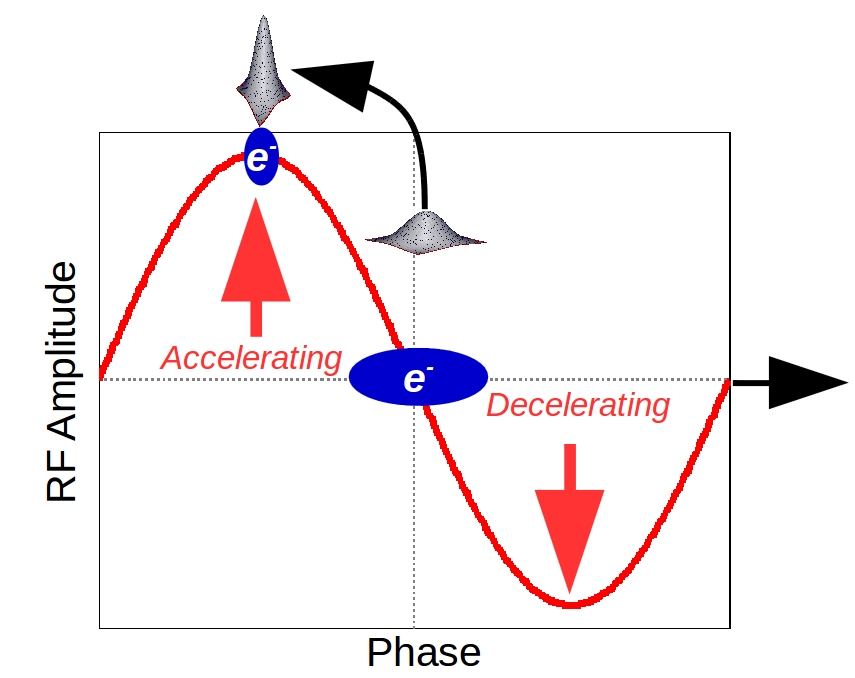 e⁻
Accelerating
e⁻
Decelerating
RF Amplitude
Phase